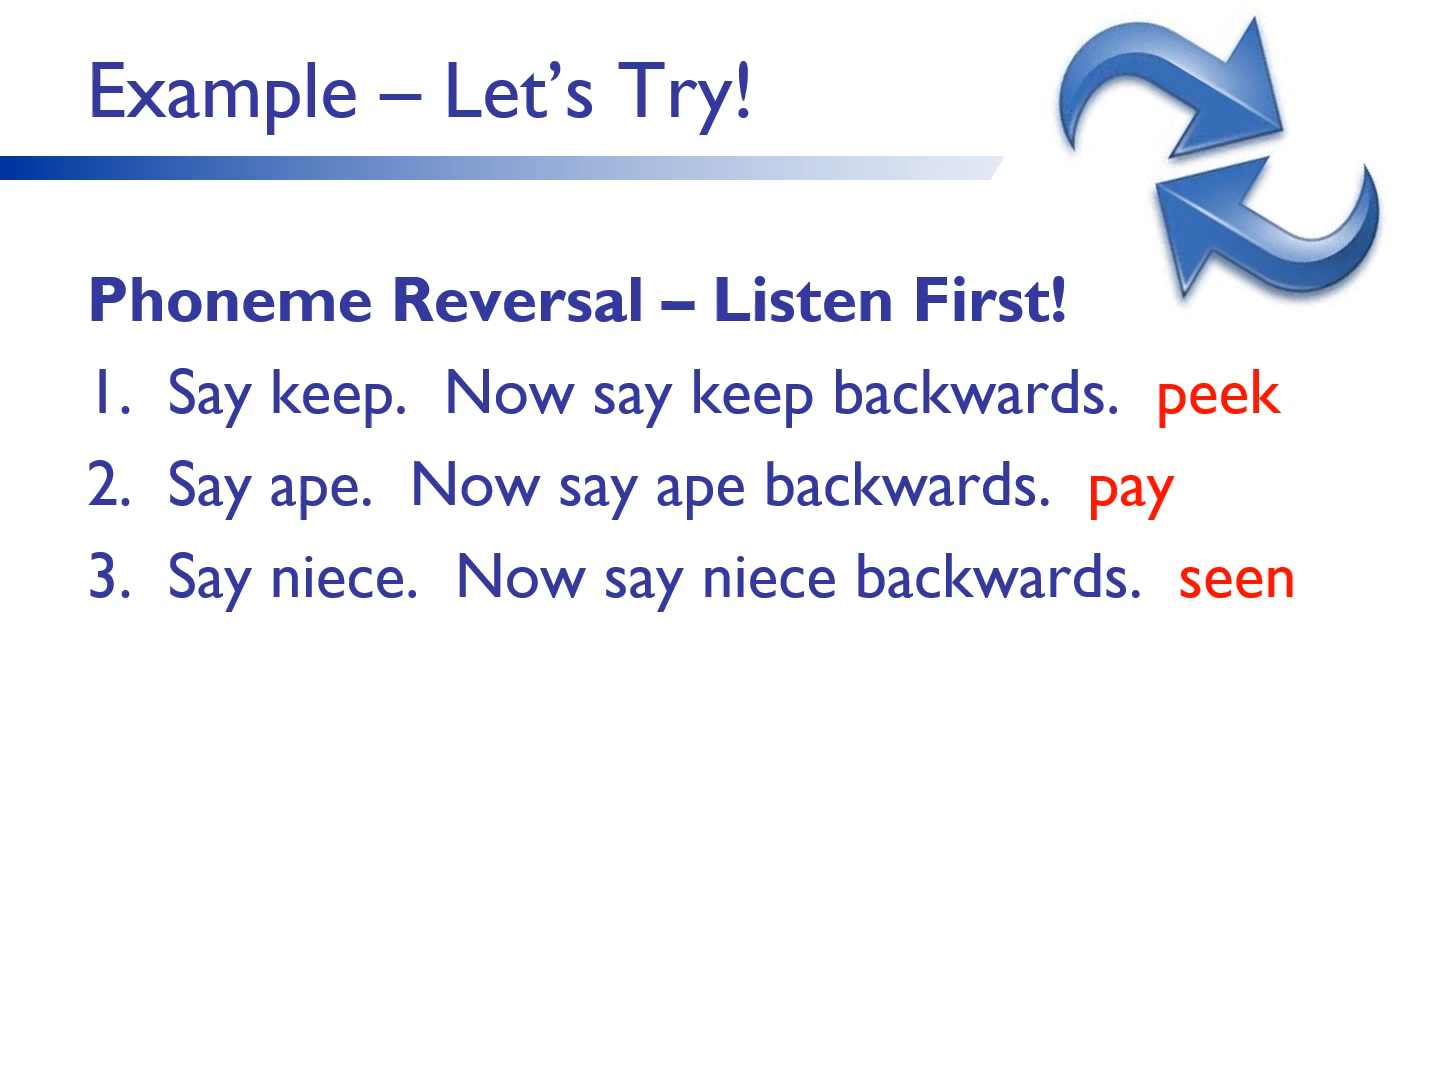 Example – Let’s Try!
Phoneme Reversal – Listen First!
1. Say keep. Now say keep backwards. peek
2. Say ape. Now say ape backwards. pay
3. Say niece. Now say niece backwards. seen